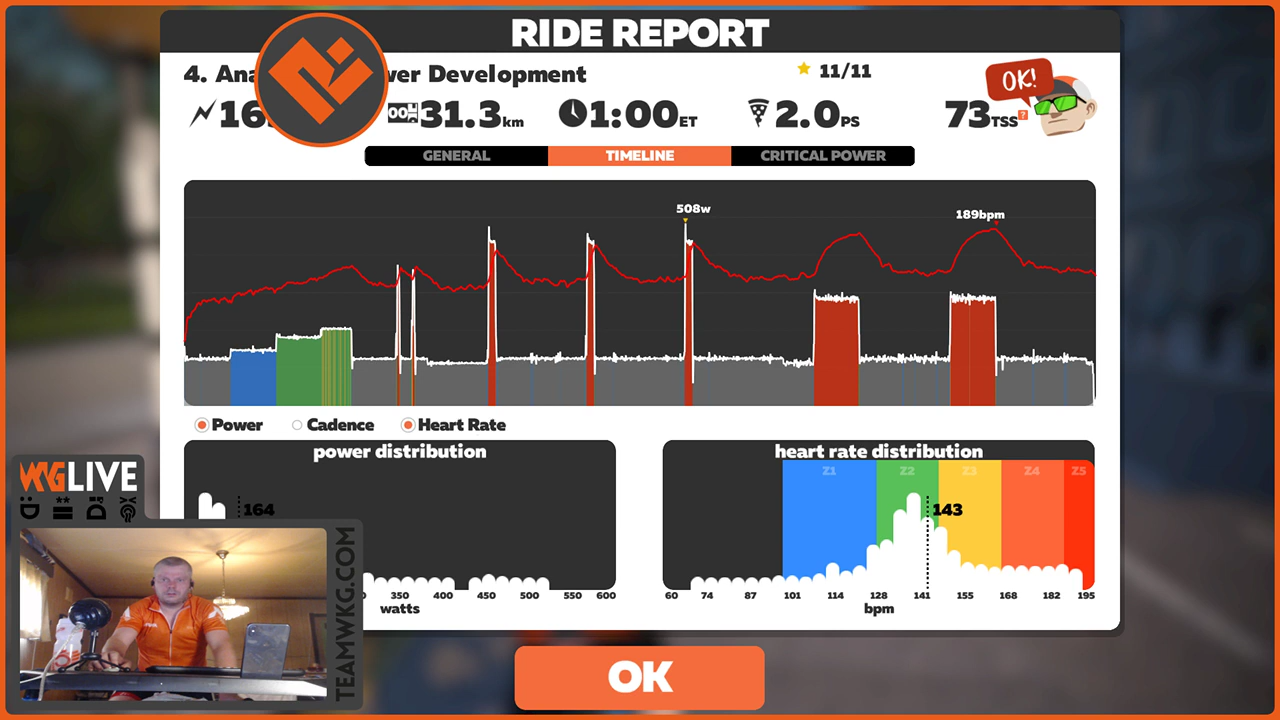 RIDE REPORT
4. Ana wer Development
11/11
16
31.3km
1:00ET
2.0PS
73TSS?
OK!
GENERAL
TIMELINE
CRITICAL POWER
508w
189bpm
Power
Cadence
Heart Rate
power distribution
164
350 400 450 500 550 600
watts
heart rate distribution
Z1 Z2 Z3 Z4 Z5
143
60 74 87 101 114 128 141 155 168 182 195
bpm
WKGLIVE
TEAMWKG.COM
OK